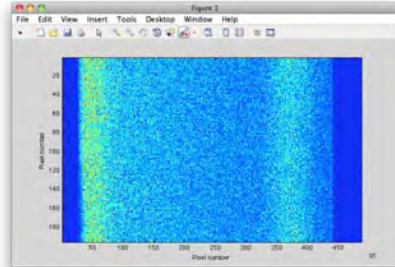 Figure 1
File Edit View Insert Tools Desktop Window Help
20
40
60
80
100
120
140
160
180
Pixel number
50 100 150 200 250 300 350 400 450
Pixel number